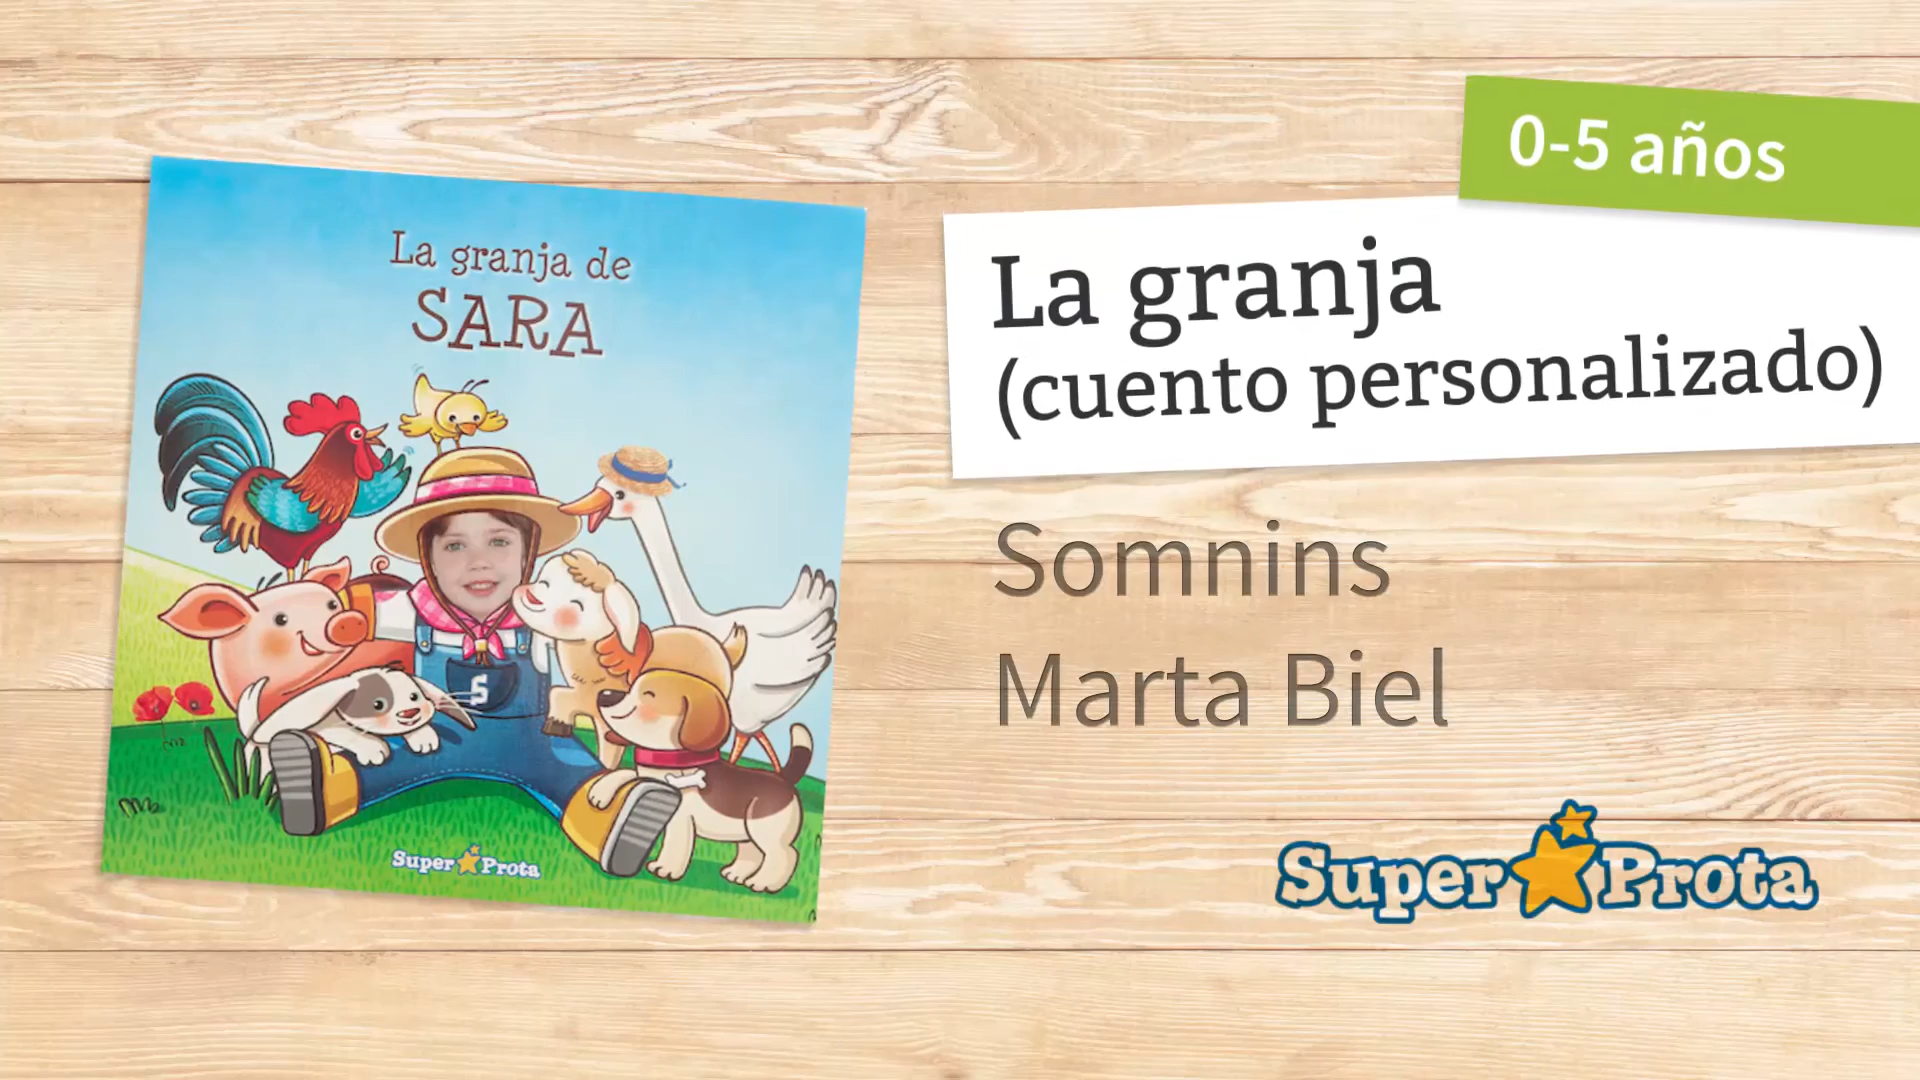 La granja de
SARA
S
Super Prota
0-5 años
La granja
(cuento personalizado)
Somnins
Marta Biel
Super Prota